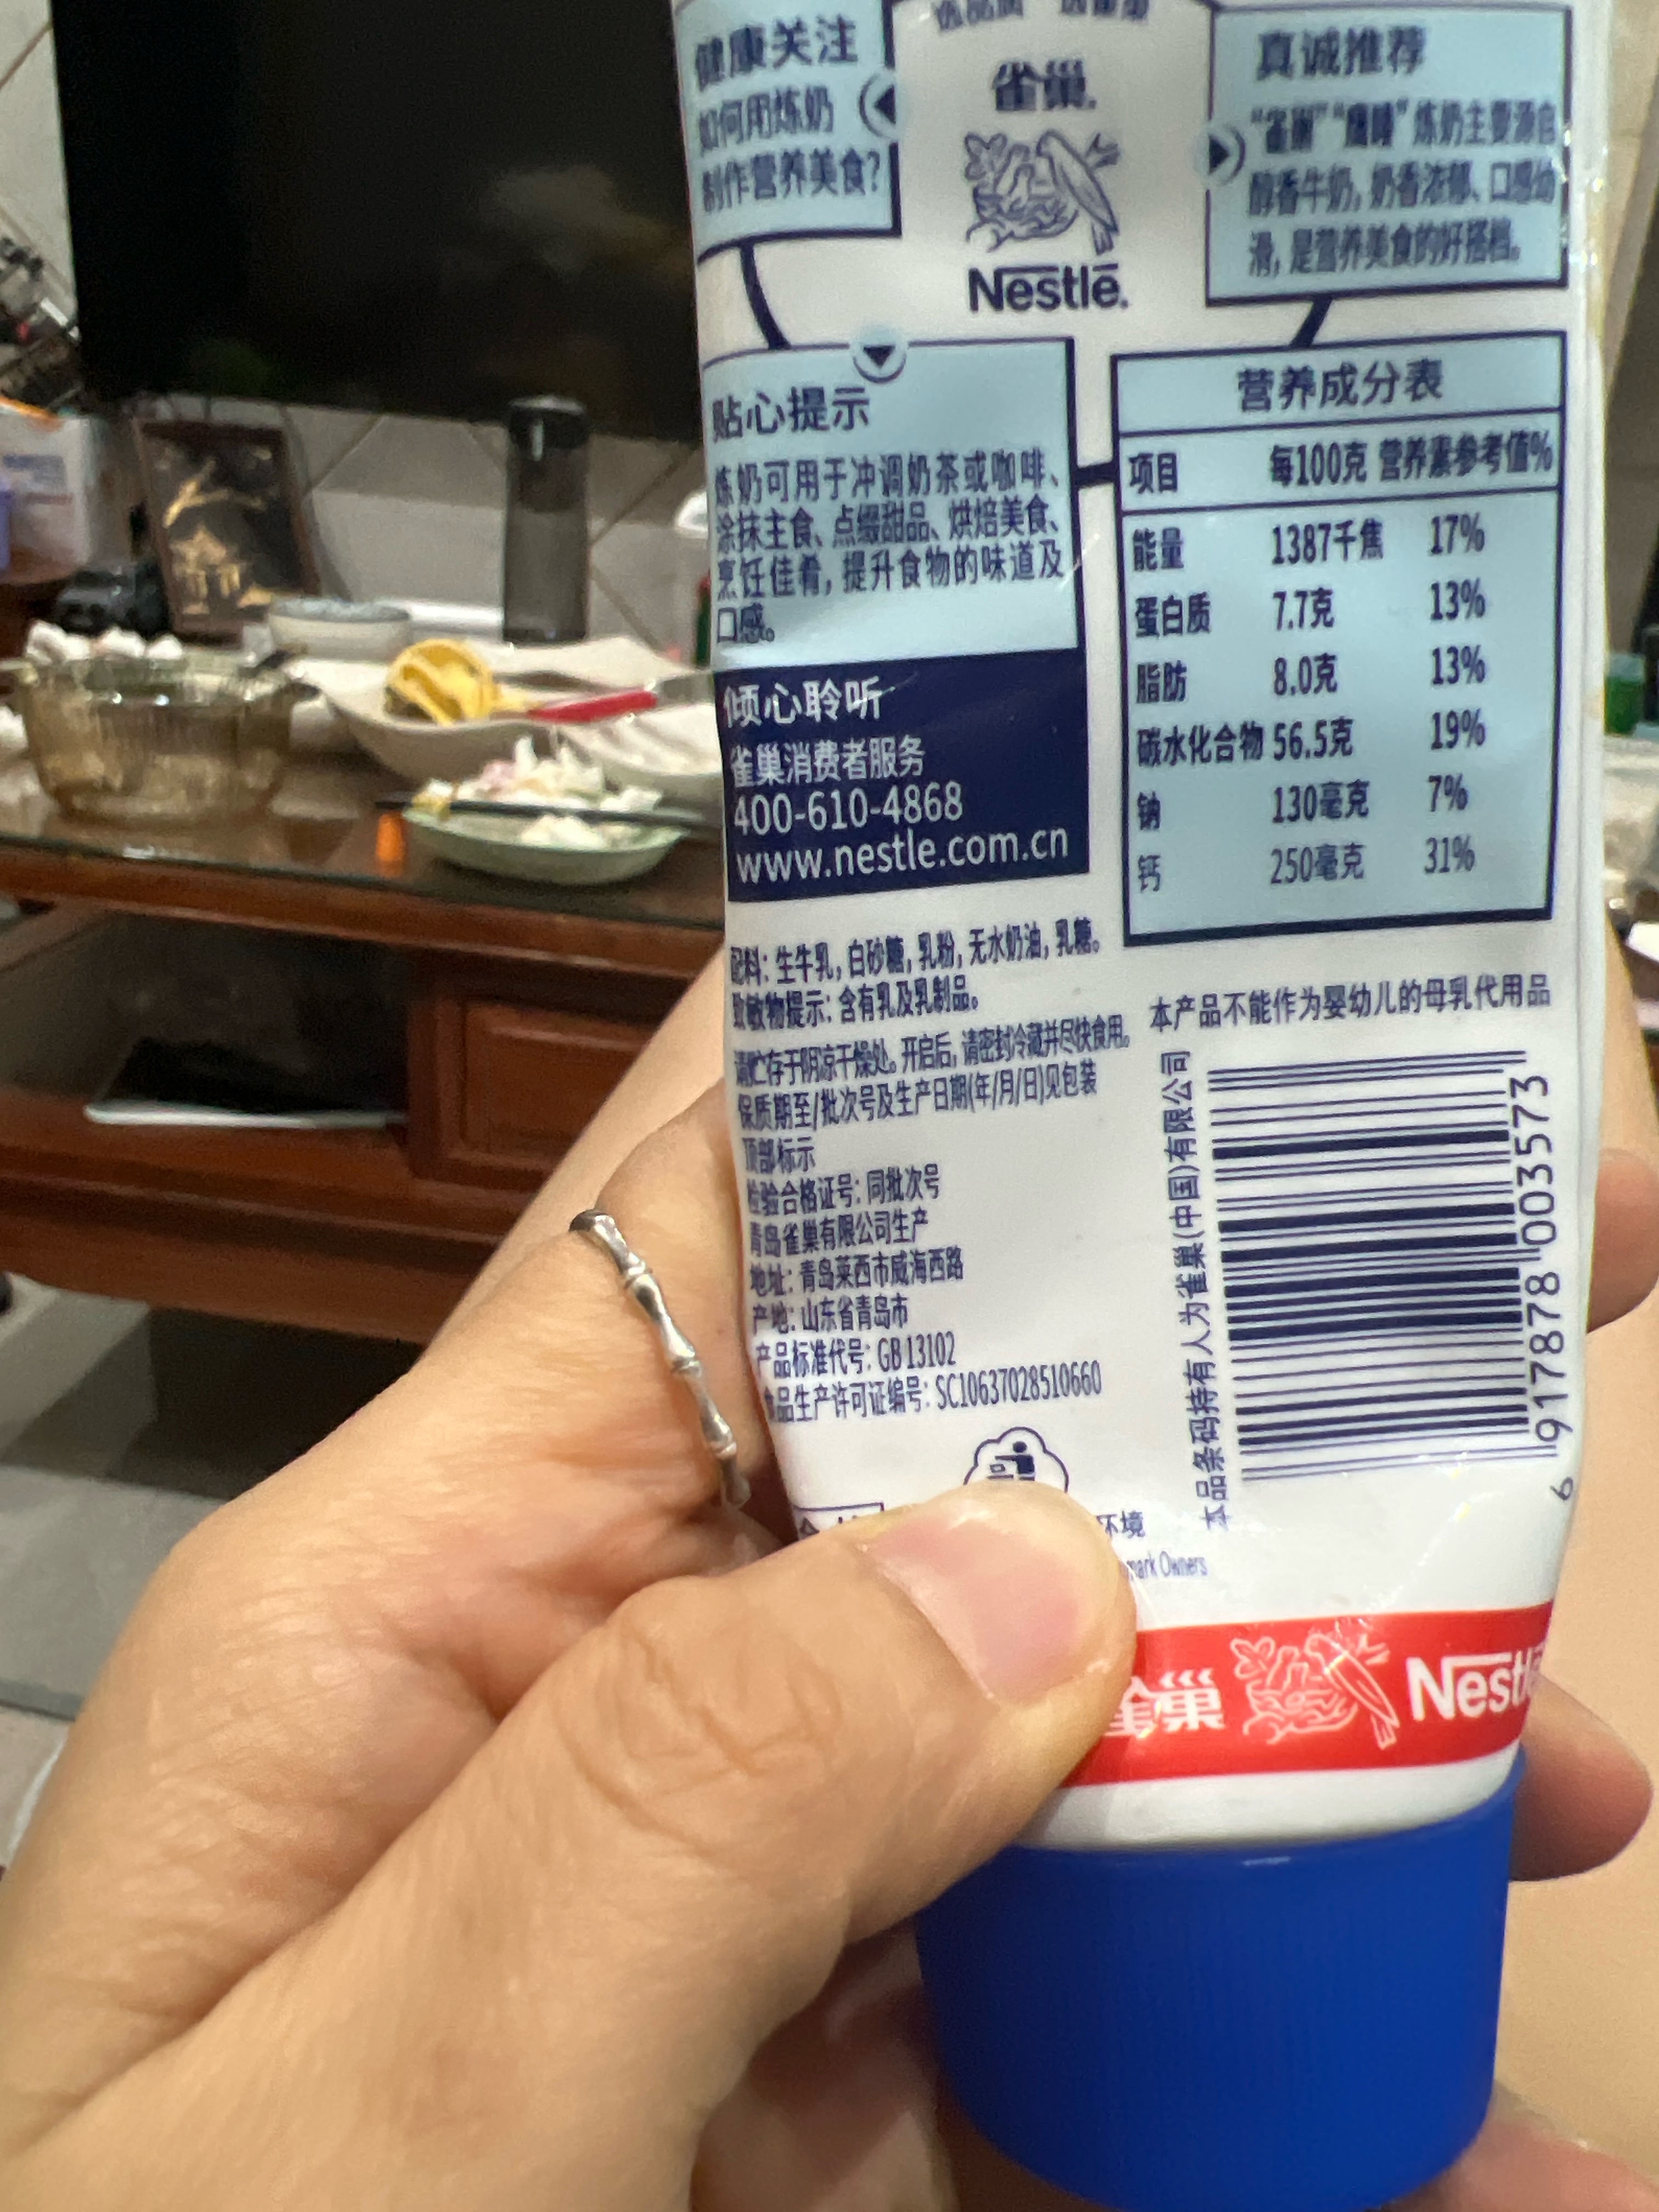 健康关注
如何用炼奶
制作营养美食?
雀巢.
Nestlé.
真诚推荐
“雀巢”“鹰唛”炼奶主要源自
醇香牛奶,奶香浓郁、口感幼
滑,是营养美食的好搭档。
贴心提示
炼奶可用于冲调奶茶或咖啡、
涂抹主食、点缀甜品、烘焙美食、
烹饪佳肴,提升食物的味道及
口感。
倾心聆听
雀巢消费者服务
400-610-4868
www.nestle.com.cn
营养成分表
项目 每100克 营养素参考值%
能量 1387千焦 17%
蛋白质 7.7克 13%
脂肪 8.0克 13%
碳水化合物 56.5克 19%
钠 130毫克 7%
钙 250毫克 31%
配料: 生牛乳, 白砂糖, 乳粉, 无水奶油, 乳糖。
致敏物提示: 含有乳及乳制品。
请贮存于阴凉干燥处。开启后, 请密封冷藏并尽快食用。
保质期至/批次号及生产日期(年/月/日)见包装
顶部标示
检验合格证号: 同批次号
青岛雀巢有限公司生产
地址: 青岛莱西市威海西路
产地: 山东省青岛市
产品标准代号: GB 13102
食品生产许可证编号: SC10637028510660
本产品不能作为婴幼儿的母乳代用品
本品条码持有人为雀巢(中国)有限公司
6 917878 003573
环境
mark Owners
雀巢 Nestlé